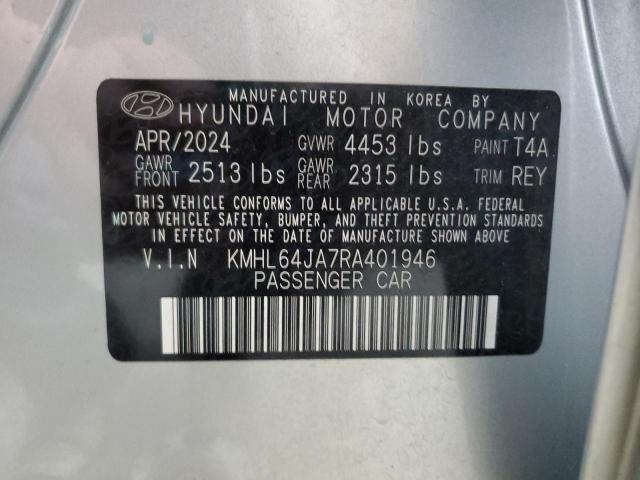 MANUFACTURED IN KOREA BY
HYUNDAI MOTOR COMPANY
APR/2024 GVWR 4453 lbs PAINT T4A
GAWR FRONT 2513 lbs GAWR REAR 2315 lbs TRIM REY
THIS VEHICLE CONFORMS TO ALL APPLICABLE U.S.A. FEDERAL
MOTOR VEHICLE SAFETY, BUMPER, AND THEFT PREVENTION STANDARDS
IN EFFECT ON THE DATE OF MANUFACTURE SHOWN ABOVE.
V.I.N KMHL64JA7RA401946
PASSENGER CAR